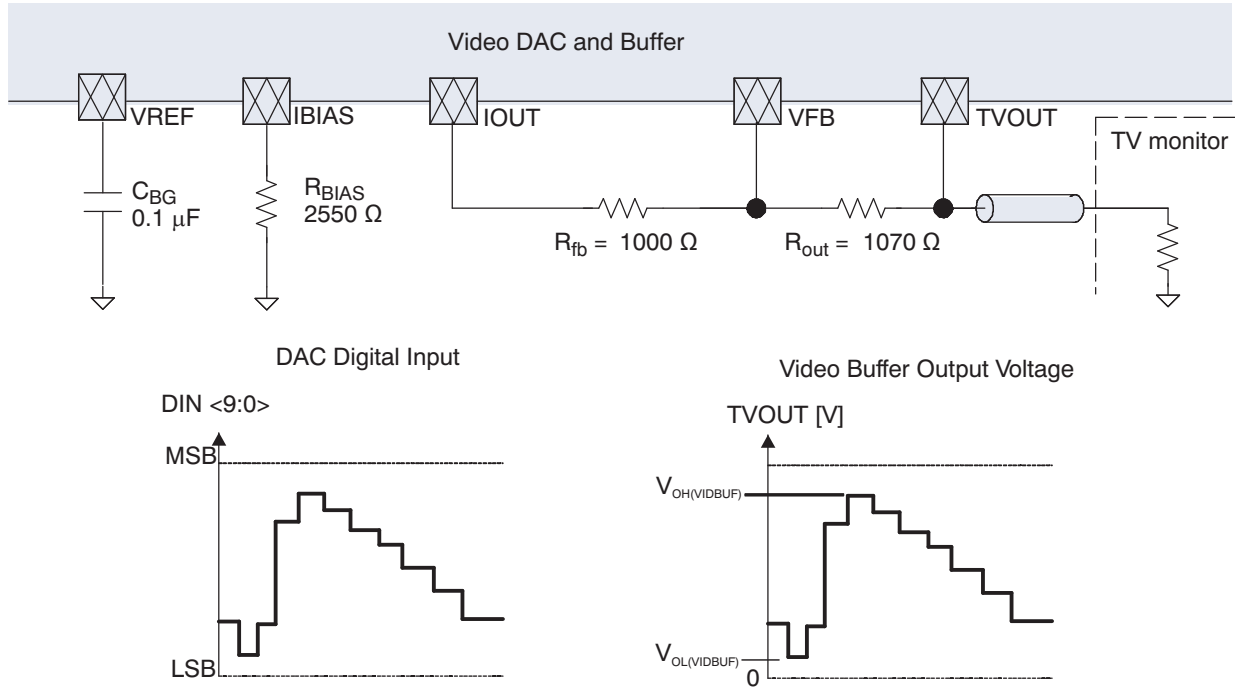 Video DAC and Buffer
VREF
IBIAS
IOUT
VFB
TVOUT
TV monitor
C_BG
0.1 μF
R_BIAS
2550 Ω
R_fb = 1000 Ω
R_out = 1070 Ω
DAC Digital Input
DIN <9:0>
MSB
LSB
Video Buffer Output Voltage
TVOUT [V]
V_OH(VIDBUF)
V_OL(VIDBUF)
0